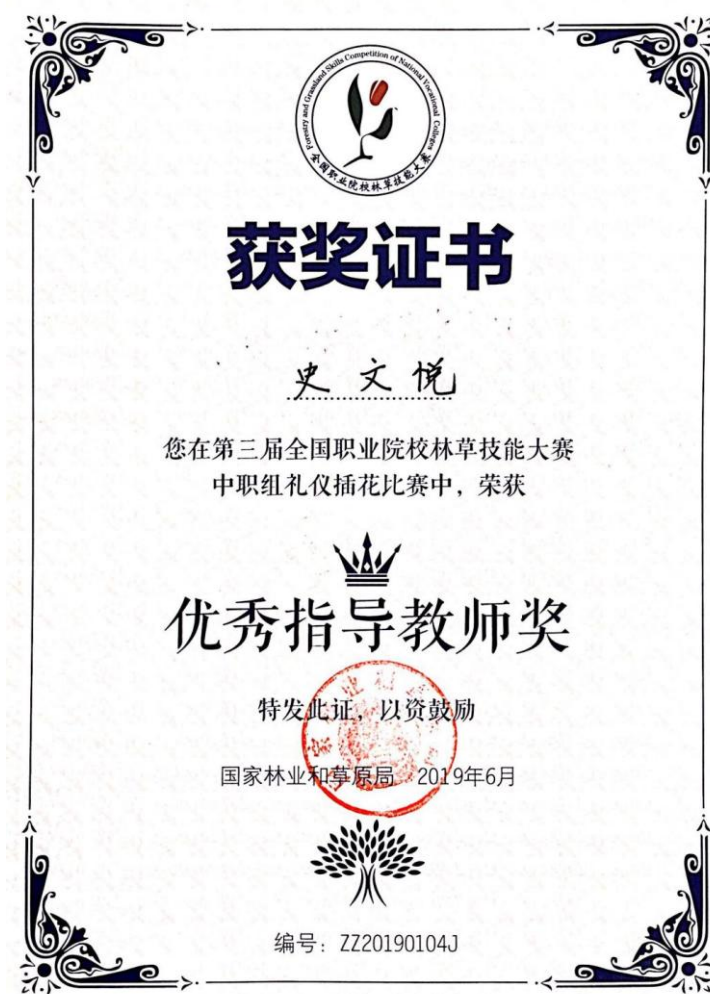 Forestry and Grassland Skills Competition of National Vocational Colleges
全国职业院校林草技能大赛
获奖证书
史文悦
您在第三届全国职业院校林草技能大赛
中职组礼仪插花比赛中，荣获
优秀指导教师奖
特发此证，以资鼓励
国家林业和草原局 2019年6月
编号：ZZ20190104J